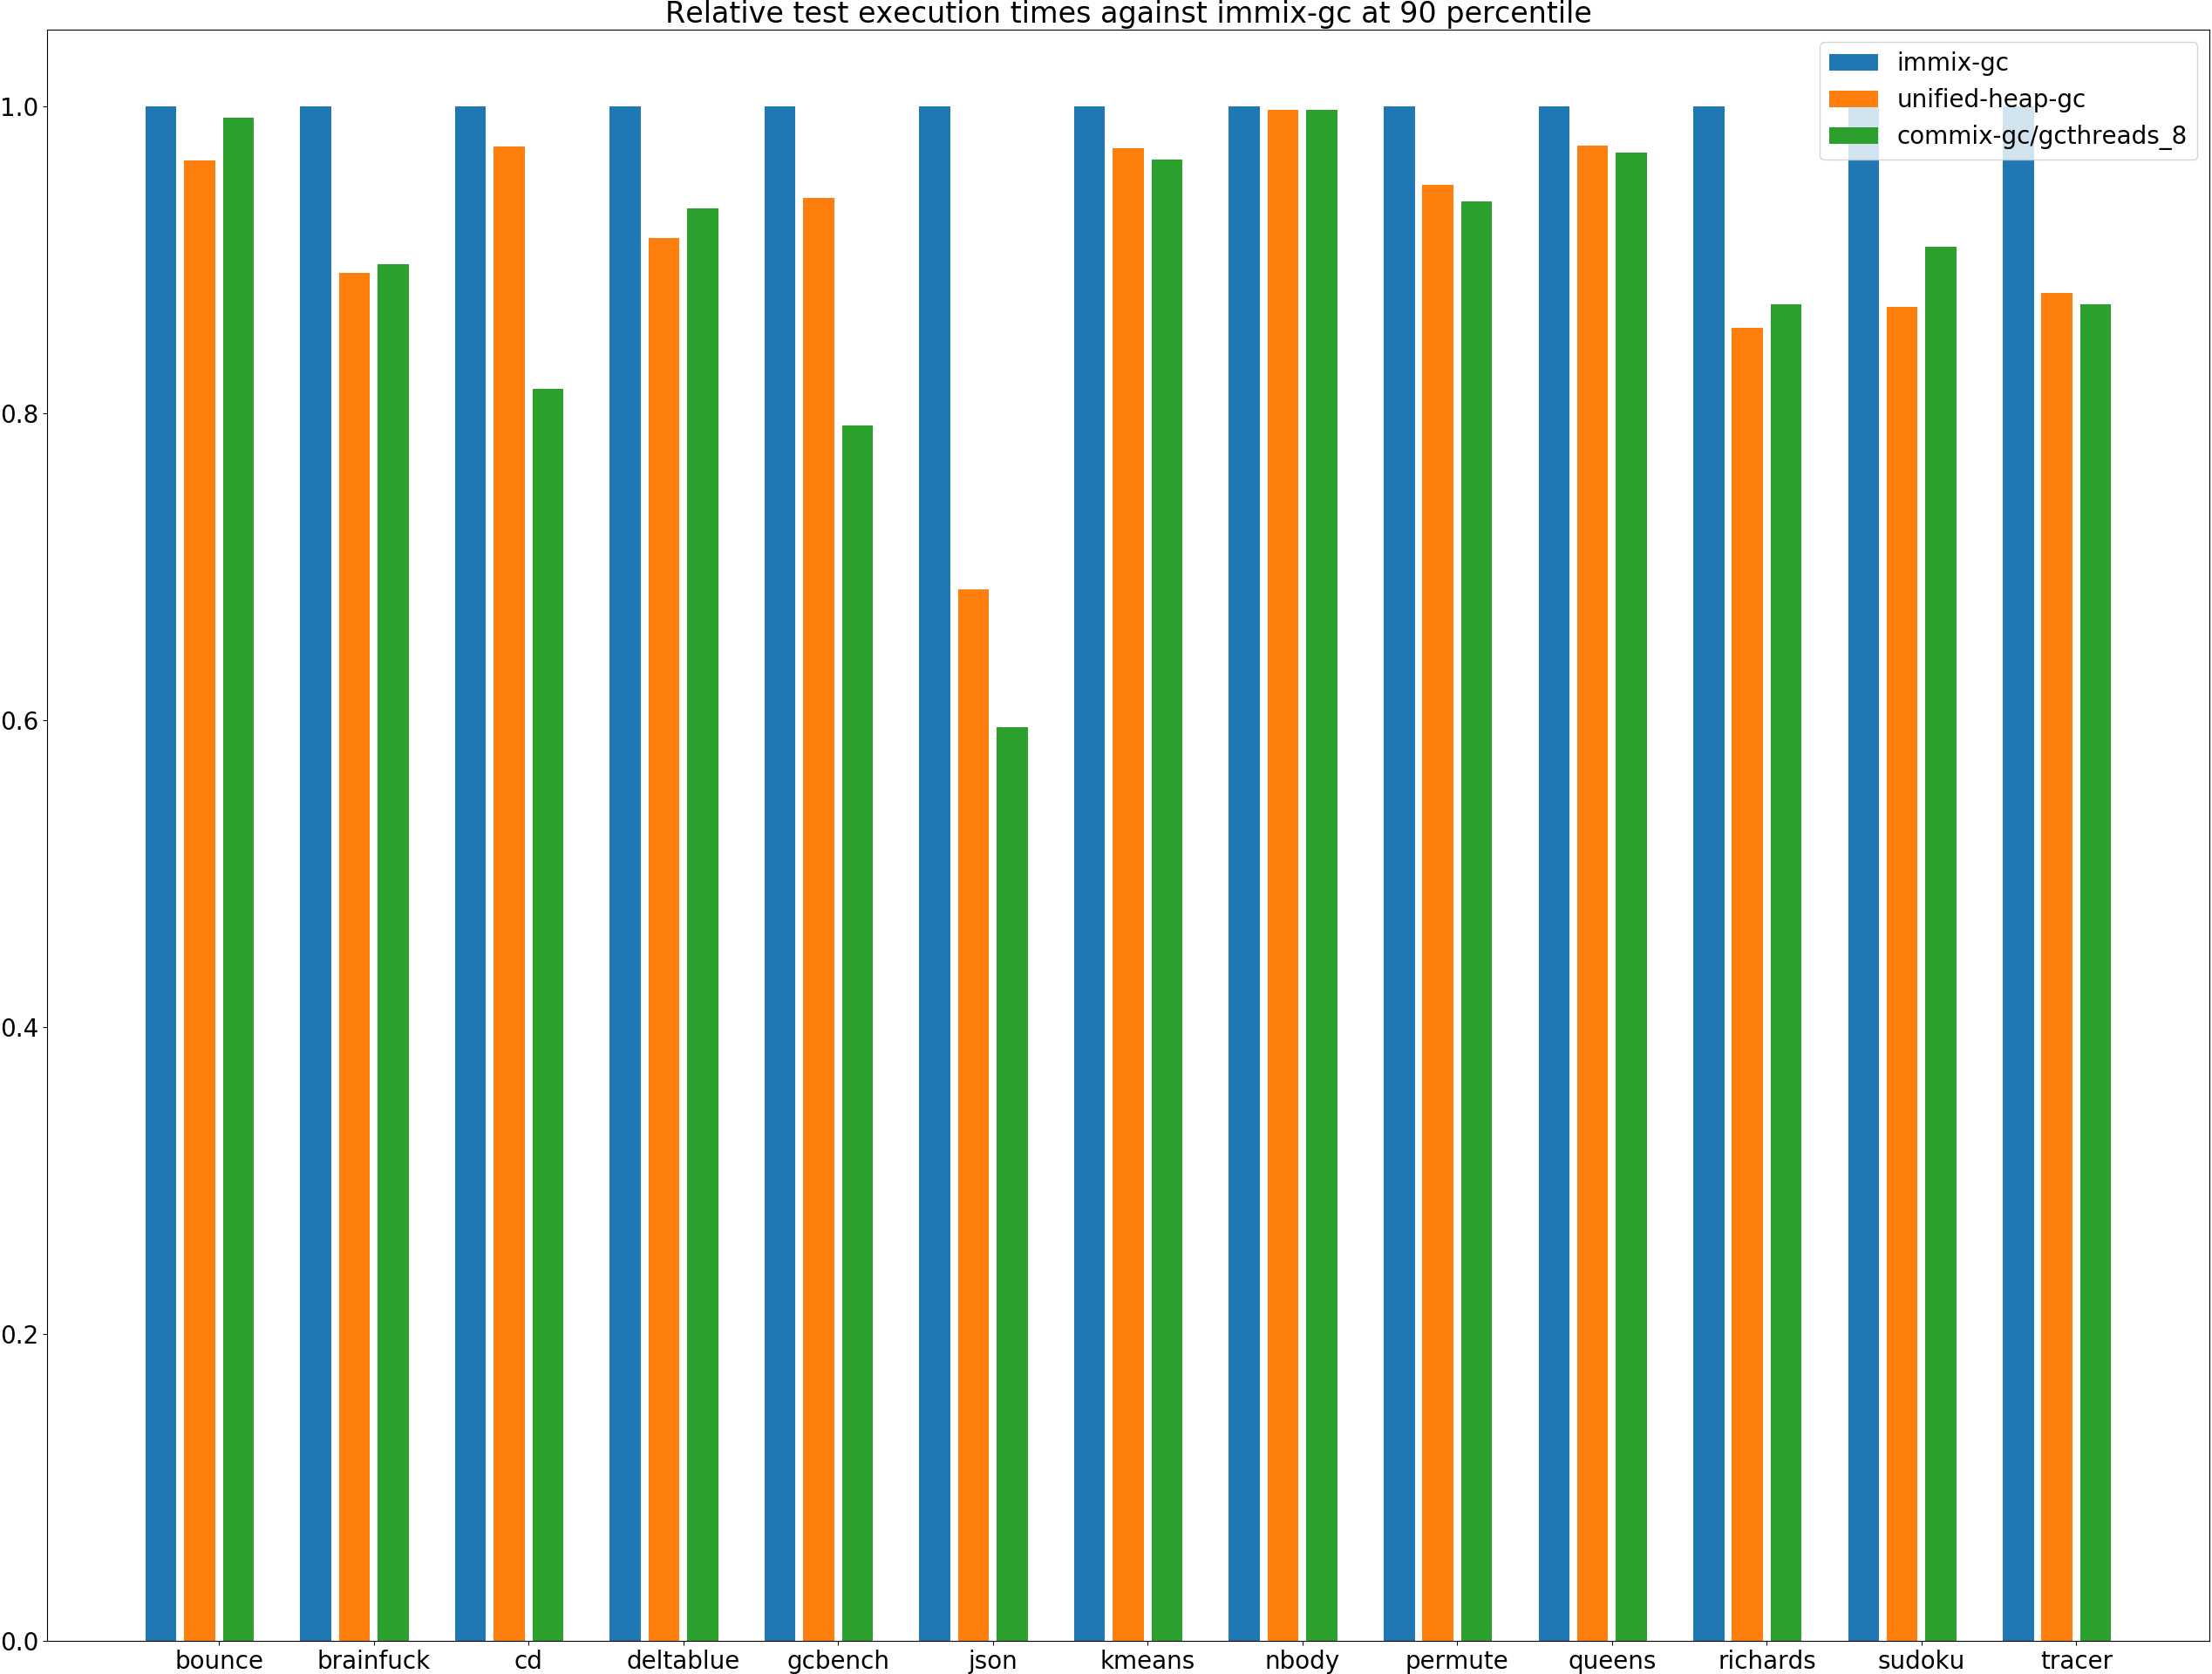 Relative test execution times against immix-gc at 90 percentile
immix-gc
unified-heap-gc
commix-gc/gcthreads_8
1.0
0.8
0.6
0.4
0.2
0.0
bounce brainfuck cd deltablue gcbench json kmeans nbody permute queens richards sudoku tracer